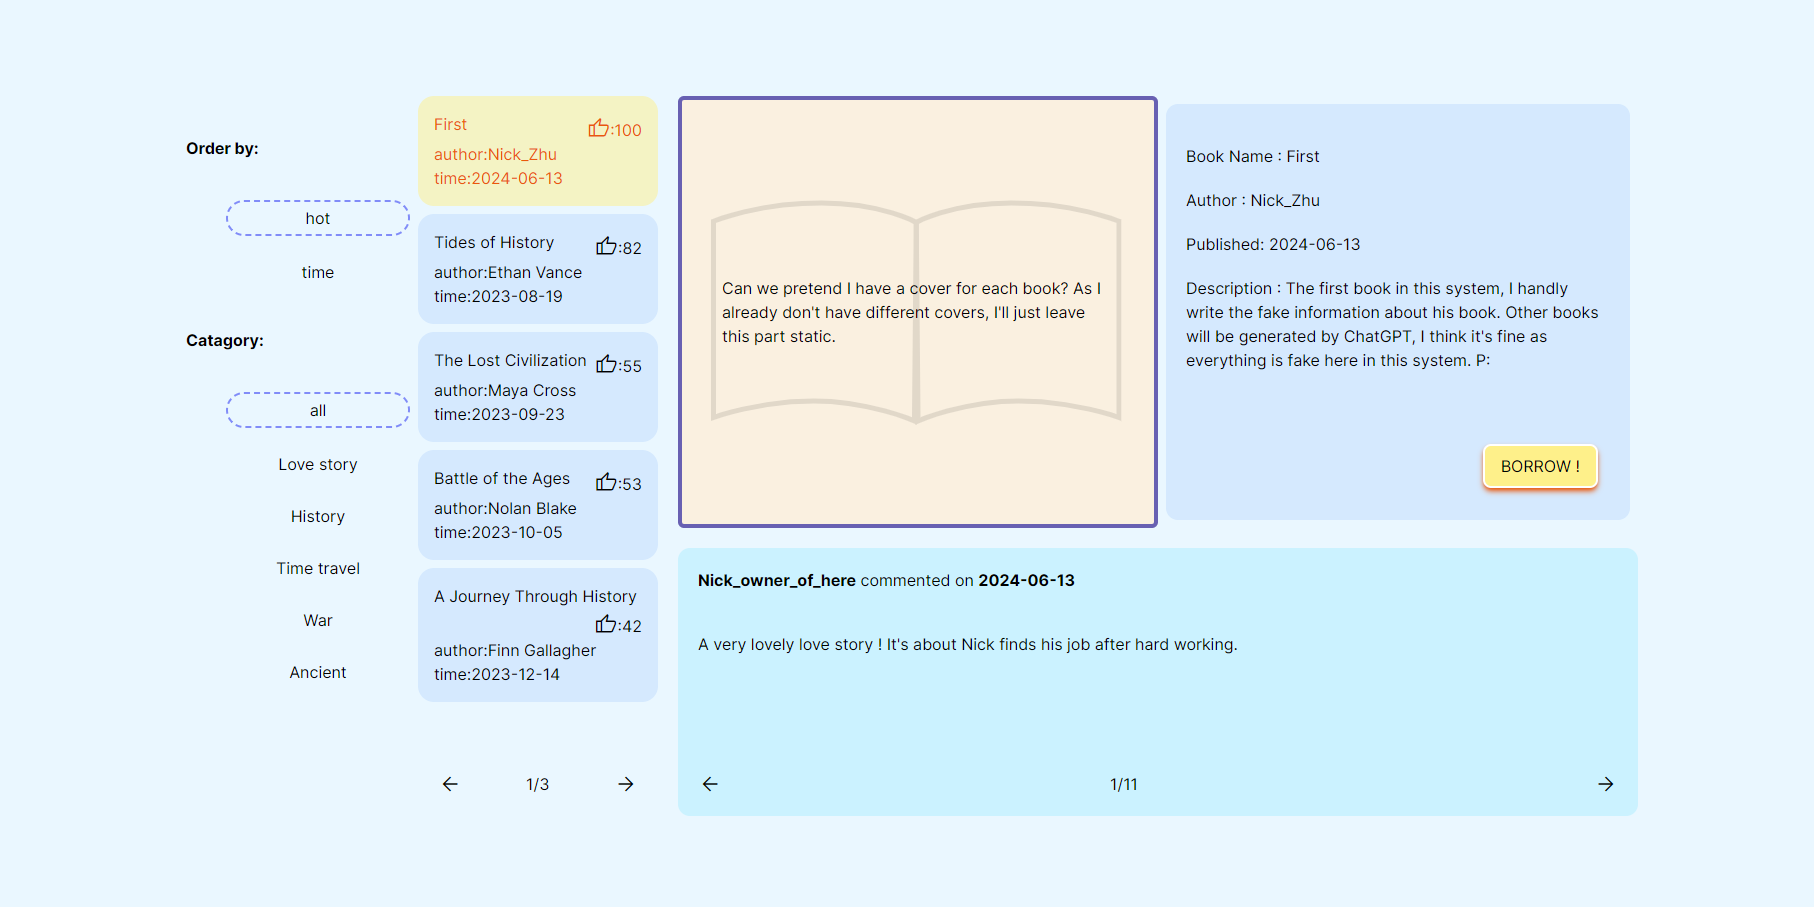 Order by:
hot
time
Catagory:
all
Love story
History
Time travel
War
Ancient
First
:100
author:Nick_Zhu
time:2024-06-13
Tides of History
:82
author:Ethan Vance
time:2023-08-19
The Lost Civilization
:55
author:Maya Cross
time:2023-09-23
Battle of the Ages
:53
author:Nolan Blake
time:2023-10-05
A Journey Through History
:42
author:Finn Gallagher
time:2023-12-14
1/3
Can we pretend I have a cover for each book? As I
already don't have different covers, I'll just leave
this part static.
Book Name : First
Author : Nick_Zhu
Published: 2024-06-13
Description : The first book in this system, I handly
write the fake information about his book. Other books
will be generated by ChatGPT, I think it's fine as
everything is fake here in this system. P:
BORROW !
Nick_owner_of_here commented on 2024-06-13
A very lovely love story ! It's about Nick finds his job after hard working.
1/11